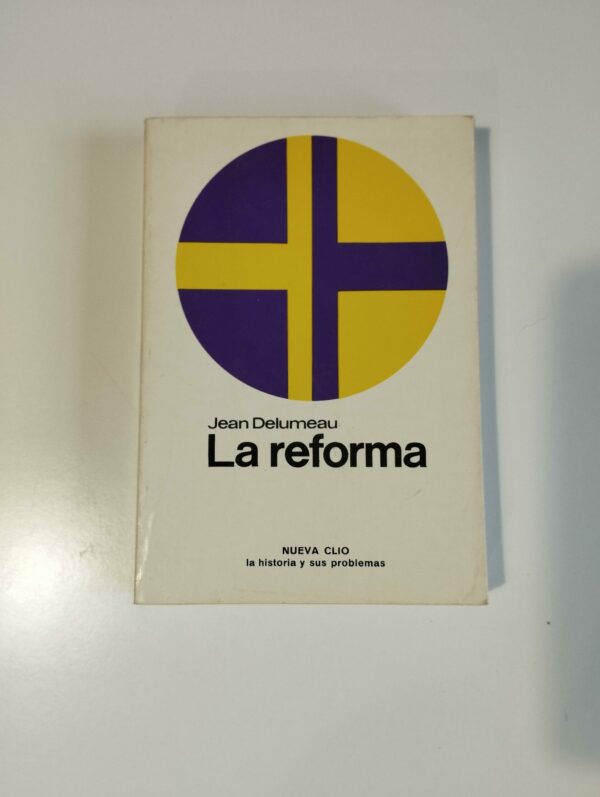 Jean Delumeau
La reforma
NUEVA CLIO
la historia y sus problemas